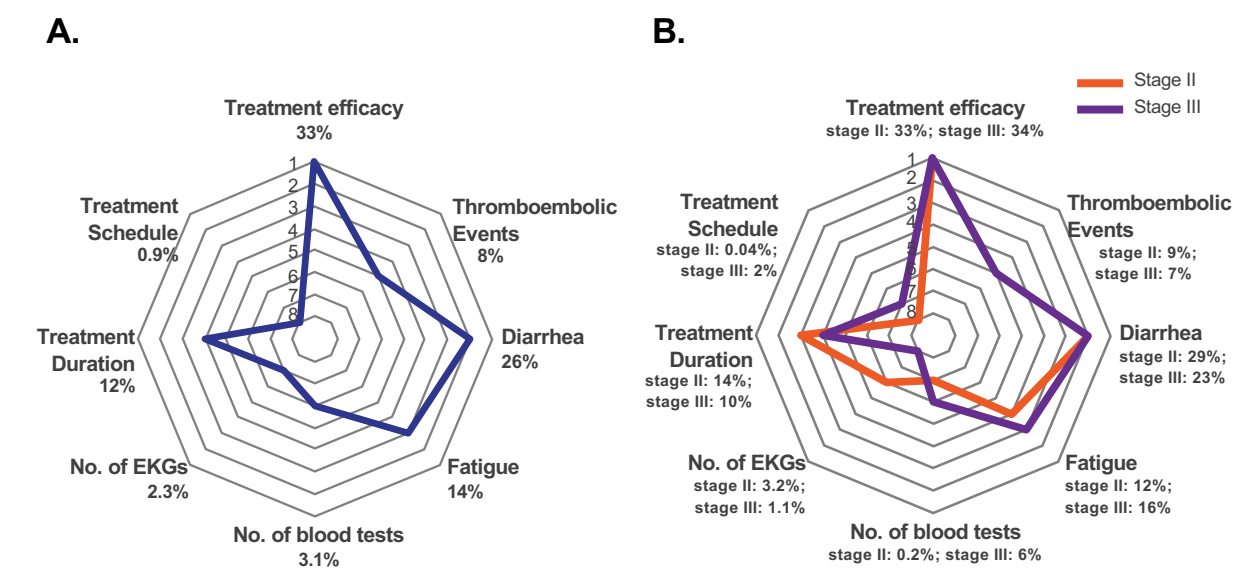 A.
Treatment efficacy
33%
1
2
3
4
5
6
7
8
Treatment
Schedule
0.9%
Thromboembolic
Events
8%
Treatment
Duration
12%
Diarrhea
26%
No. of EKGs
2.3%
Fatigue
14%
No. of blood tests
3.1%
B.
Stage II
Stage III
Treatment efficacy
stage II: 33%; stage III: 34%
1
2
3
4
5
6
7
8
Treatment
Schedule
stage II: 0.04%;
stage III: 2%
Thromboembolic
Events
stage II: 9%;
stage III: 7%
Treatment
Duration
stage II: 14%;
stage III: 10%
Diarrhea
stage II: 29%;
stage III: 23%
No. of EKGs
stage II: 3.2%;
stage III: 1.1%
Fatigue
stage II: 12%;
stage III: 16%
No. of blood tests
stage II: 0.2%; stage III: 6%